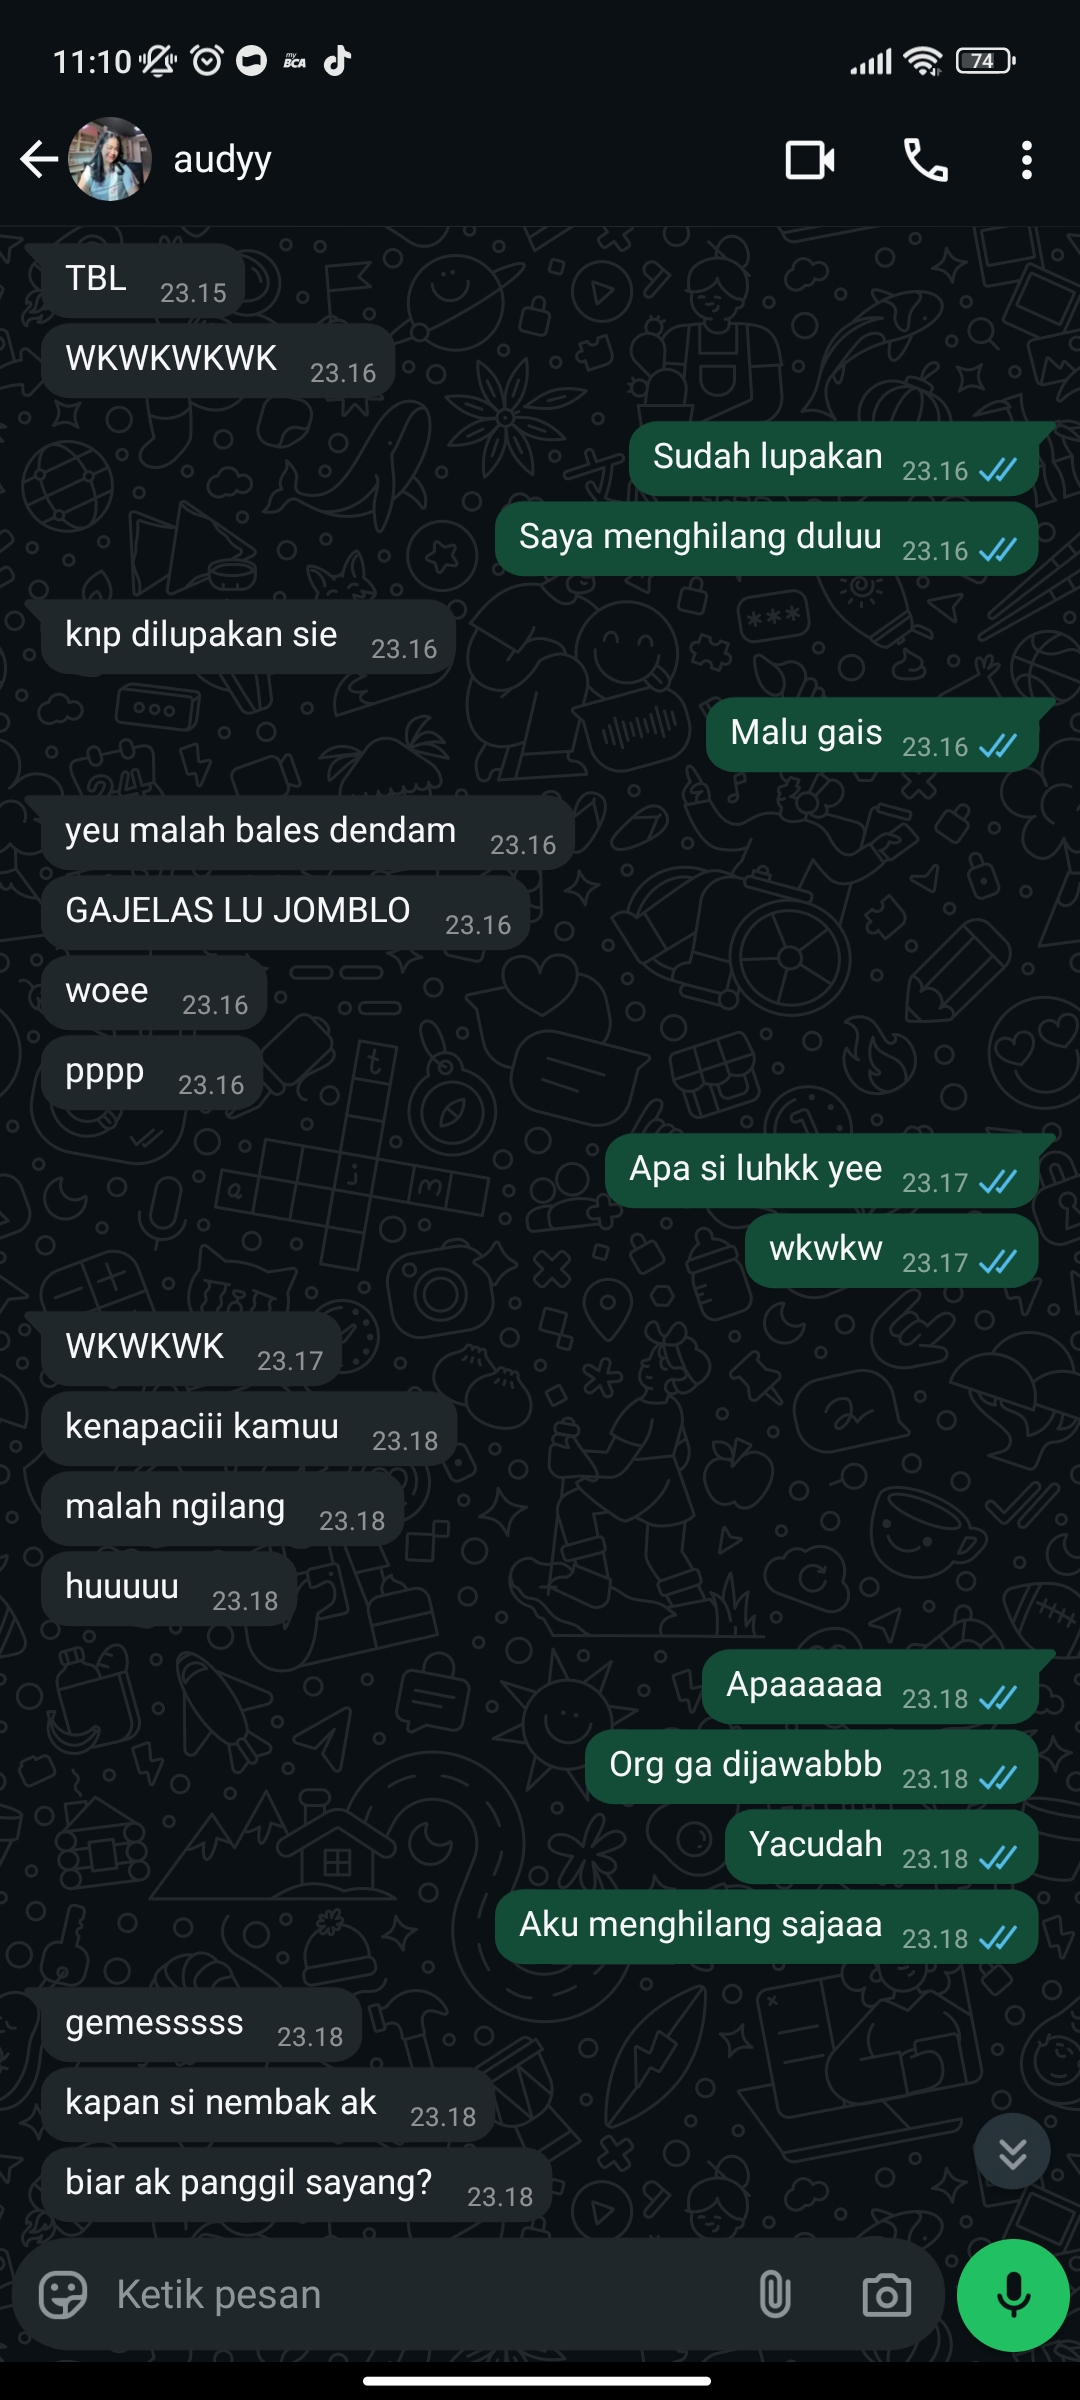 11:10
my
BCA
74
audyy
TBL 23.15
WKWKWKWK 23.16
Sudah lupakan 23.16
Saya menghilang duluu 23.16
knp dilupakan sie 23.16
Malu gais 23.16
yeu malah bales dendam 23.16
GAJELAS LU JOMBLO 23.16
woee 23.16
pppp 23.16
Apa si luhkk yee 23.17
wkwkw 23.17
WKWKWK 23.17
kenapaciii kamuu 23.18
malah ngilang 23.18
huuuuu 23.18
Apaaaaaa 23.18
Org ga dijawabbb 23.18
Yacudah 23.18
Aku menghilang sajaaa 23.18
gemesssss 23.18
kapan si nembak ak 23.18
biar ak panggil sayang? 23.18
Ketik pesan